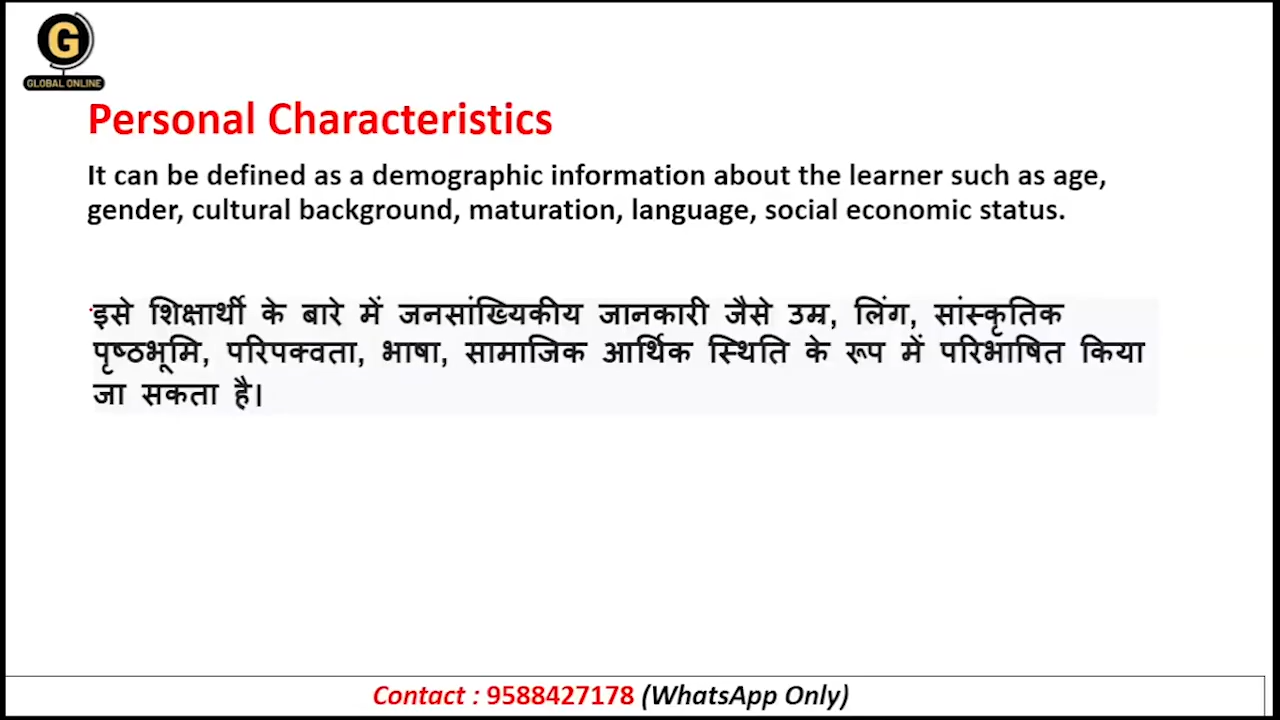 G
GLOBAL ONLINE
Personal Characteristics
It can be defined as a demographic information about the learner such as age,
gender, cultural background, maturation, language, social economic status.
इसे शिक्षार्थी के बारे में जनसांख्यिकीय जानकारी जैसे उम्र, लिंग, सांस्कृतिक
पृष्ठभूमि, परिपक्वता, भाषा, सामाजिक आर्थिक स्थिति के रूप में परिभाषित किया
जा सकता है।
Contact : 9588427178 (WhatsApp Only)